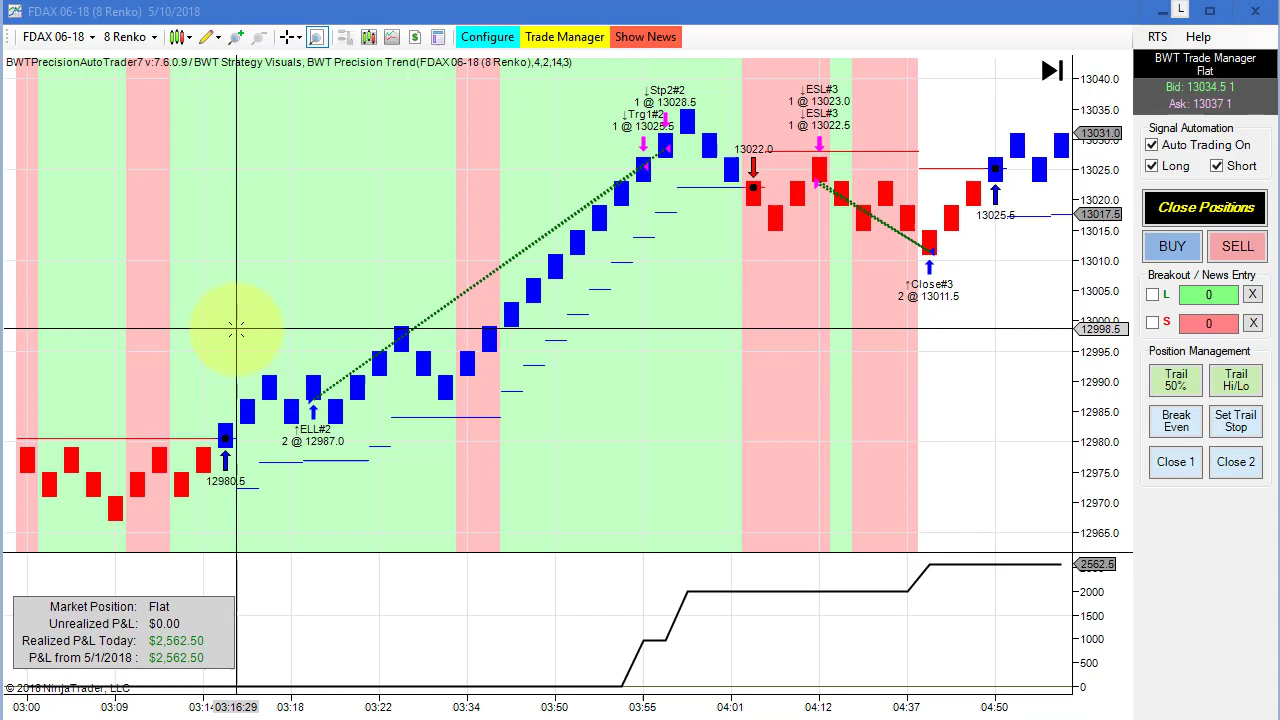 FDAX 06-18 (8 Renko) 5/10/2018
L
FDAX 06-18
8 Renko
$
Configure
Trade Manager
Show News
RTS Help
BWTPrecisionAutoTrader7 v:7.6.0.9 / BWT Strategy Visuals, BWT Precision Trend(FDAX 06-18 (8 Renko),4,2,14,3)
BWT Trade Manager
Flat
Bid: 13034.5 1
Ask: 13037 1
Signal Automation
Auto Trading On
Long
Short
Close Positions
BUY
SELL
Breakout / News Entry
L
0
X
S
0
X
Position Management
Trail
50%
Trail
Hi/Lo
Break
Even
Set Trail
Stop
Close 1
Close 2
↓Stp2#2
1 @ 13028.5
↓Trg1#2
1 @ 13025.5
13022.0
↓ESL#3
1 @ 13023.0
↓ESL#3
1 @ 13022.5
13025.5
↑Close#3
2 @ 13011.5
↑ELL#2
2 @ 12987.0
12980.5
13040.0
13035.0
13031.0
13025.0
13020.0
13017.5
13015.0
13010.0
13005.0
13000.0
12998.5
12995.0
12990.0
12985.0
12980.0
12975.0
12970.0
12965.0
2562.5
2000
1500
1000
500
0
Market Position: Flat
Unrealized P&L: $0.00
Realized P&L Today: $2,562.50
P&L from 5/1/2018 : $2,562.50
© 2018 NinjaTrader, LLC
03:00 03:09 03:14 03:16:29 03:18 03:22 03:34 03:46 03:55 04:01 04:12 04:37 04:50